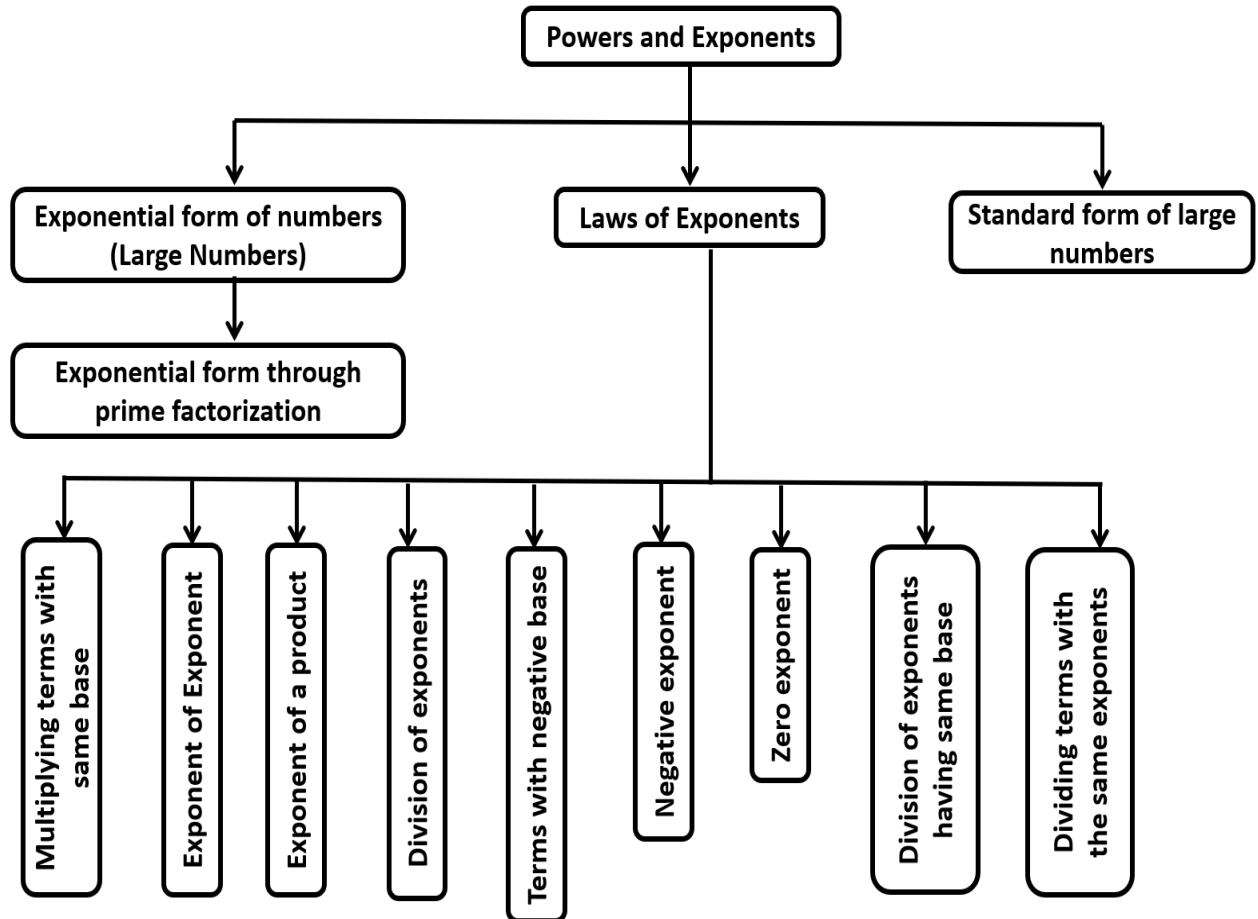 Powers and Exponents
Exponential form of numbers
(Large Numbers)
Laws of Exponents
Standard form of large
numbers
Exponential form through
prime factorization
Multiplying terms with
same base
Exponent of Exponent
Exponent of a product
Division of exponents
Terms with negative base
Negative exponent
Zero exponent
Division of exponents
having same base
Dividing terms with
the same exponents